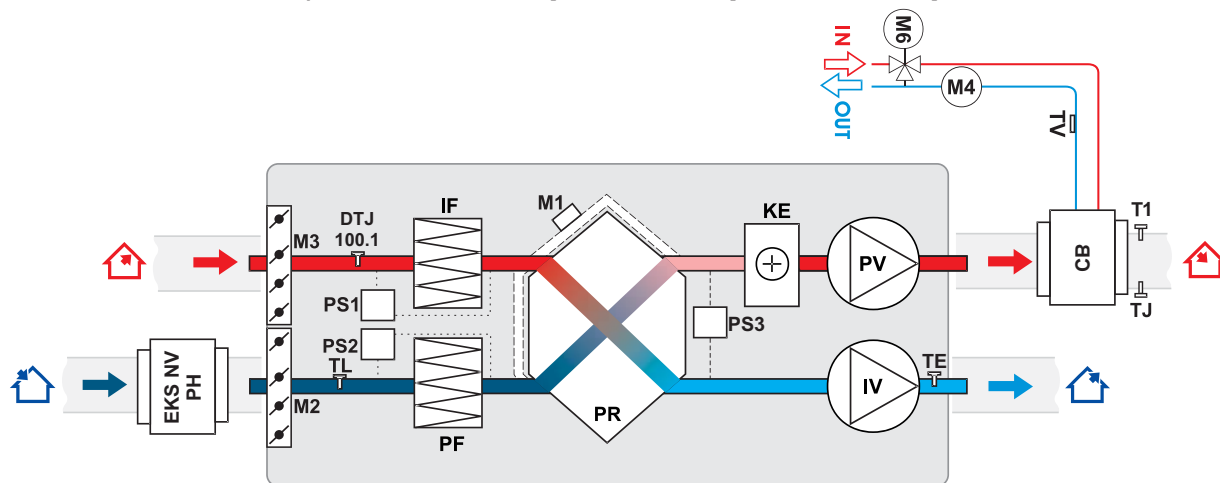 M6
IN
OUT
M4
TV
IF
M1
KE
DTJ
100.1
M3
T1
PV
CB
PS1
PS2
PS3
TJ
TL
TE
EKS NV
PH
M2
PF
PR
IV